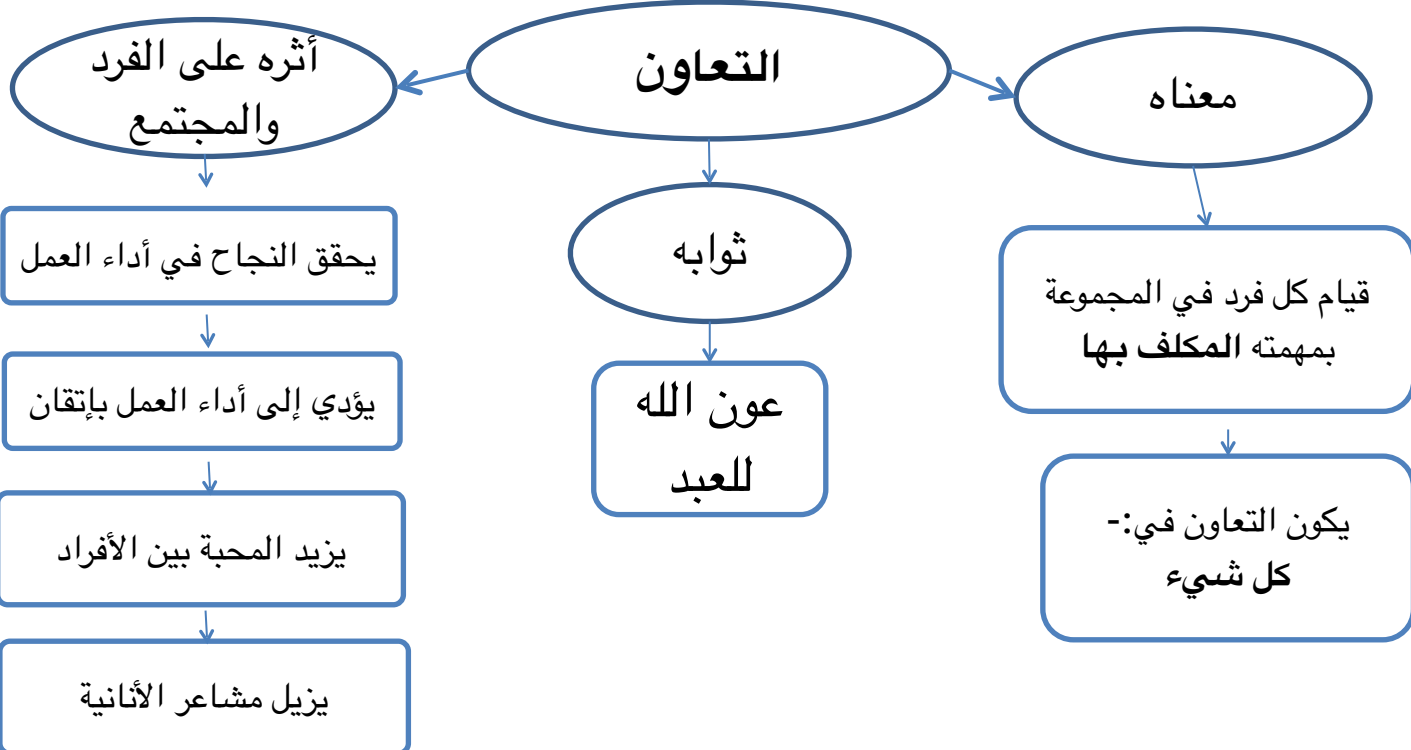 التعاون
معناه
قيام كل فرد في المجموعة
بمهمته المكلف بها
يكون التعاون في:-
كل شيء
ثوابه
عون الله
للعبد
أثره على الفرد
والمجتمع
يحقق النجاح في أداء العمل
يؤدي إلى أداء العمل بإتقان
يزيد المحبة بين الأفراد
يزيل مشاعر الأنانية